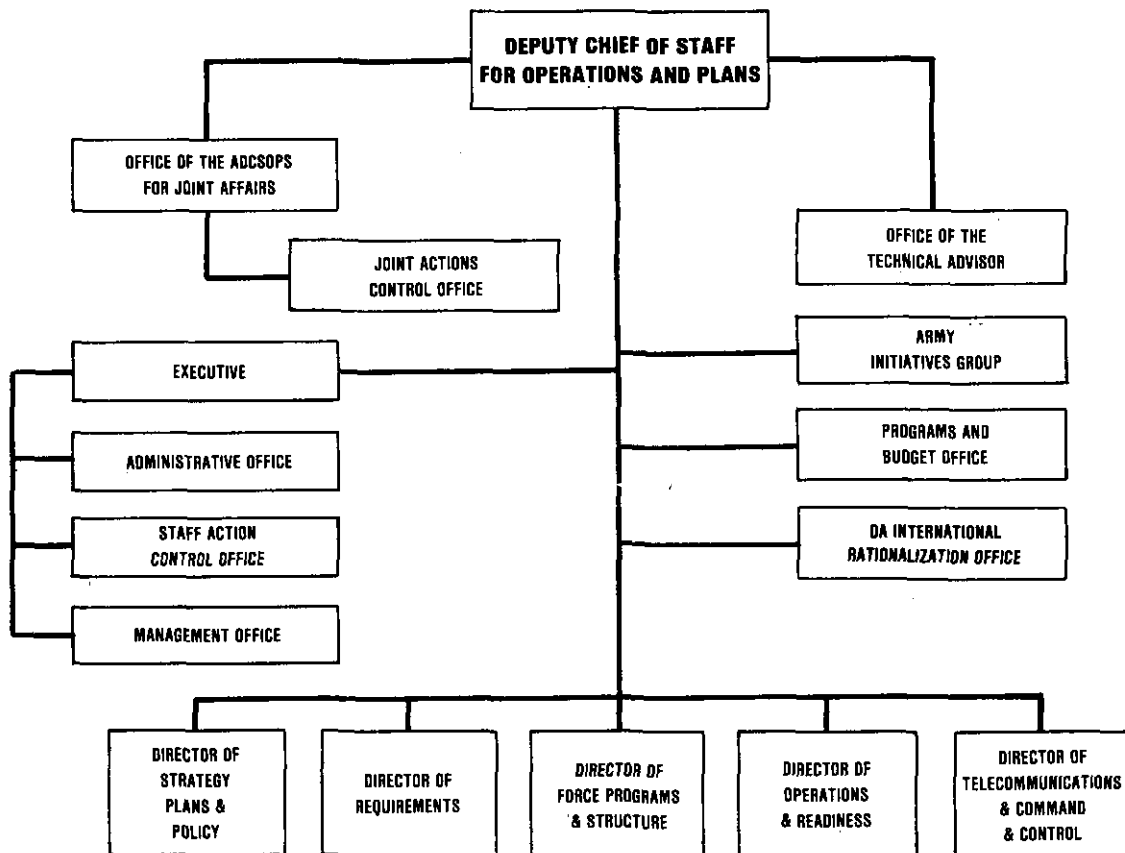 DEPUTY CHIEF OF STAFF
FOR OPERATIONS AND PLANS
OFFICE OF THE ADCSOPS
FOR JOINT AFFAIRS
JOINT ACTIONS
CONTROL OFFICE
OFFICE OF THE
TECHNICAL ADVISOR
EXECUTIVE
ADMINISTRATIVE OFFICE
STAFF ACTION
CONTROL OFFICE
MANAGEMENT OFFICE
ARMY
INITIATIVES GROUP
PROGRAMS AND
BUDGET OFFICE
DA INTERNATIONAL
RATIONALIZATION OFFICE
DIRECTOR OF
STRATEGY
PLANS &
POLICY
DIRECTOR OF
REQUIREMENTS
DIRECTOR OF
FORCE PROGRAMS
& STRUCTURE
DIRECTOR OF
OPERATIONS
& READINESS
DIRECTOR OF
TELECOMMUNICATIONS
& COMMAND
& CONTROL